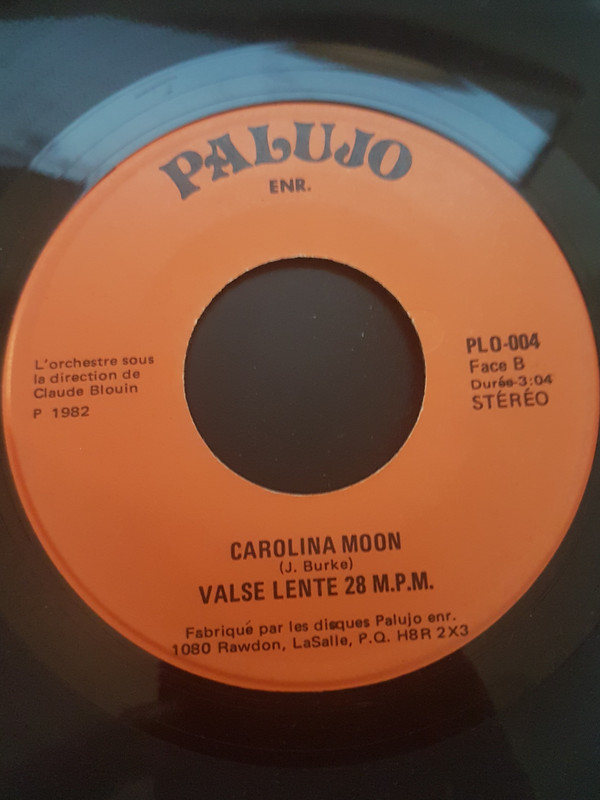 PALUJO
ENR.
L'orchestre sous
la direction de
Claude Blouin
P 1982
PLO-004
Face B
Durée-3:04
STÉRÉO
CAROLINA MOON
(J. Burke)
VALSE LENTE 28 M.P.M.
Fabriqué par les disques Palujo enr.
1080 Rawdon, LaSalle, P.Q. H8R 2X3